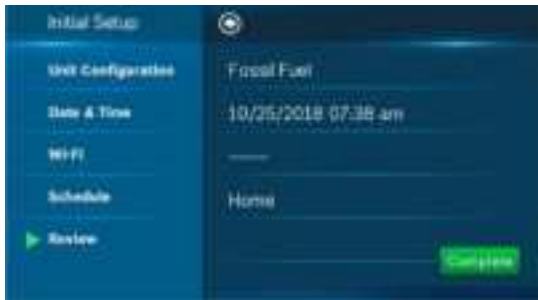 Initial Setup
Unit Configuration Fossil Fuel
Date & Time 10/25/2018 07:38 am
Wi-Fi -----
Schedule Home
Review
Complete